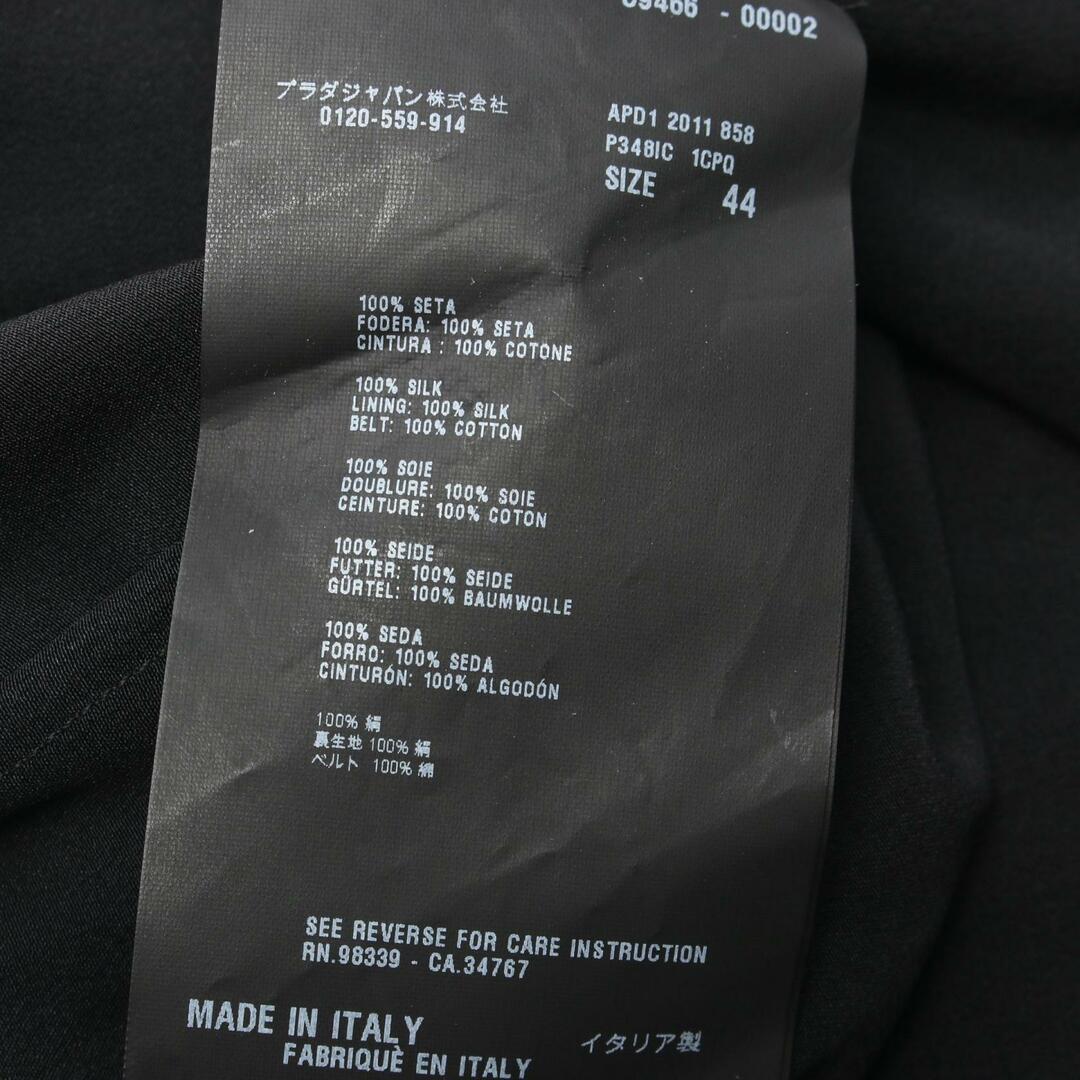 09466 - 00002
プラダジャパン株式会社
0120-559-914
APD1 2011 858
P348IC 1CPQ
SIZE 44
100% SETA
FODERA: 100% SETA
CINTURA : 100% COTONE
100% SILK
LINING: 100% SILK
BELT: 100% COTTON
100% SOIE
DOUBLURE: 100% SOIE
CEINTURE: 100% COTON
100% SEIDE
FUTTER: 100% SEIDE
GÜRTEL: 100% BAUMWOLLE
100% SEDA
FORRO: 100% SEDA
CINTURÓN: 100% ALGODÓN
100% 絹
裏生地 100% 絹
ベルト 100% 綿
SEE REVERSE FOR CARE INSTRUCTION
RN.98339 - CA.34767
MADE IN ITALY
FABRIQUÈ EN ITALY
イタリア製